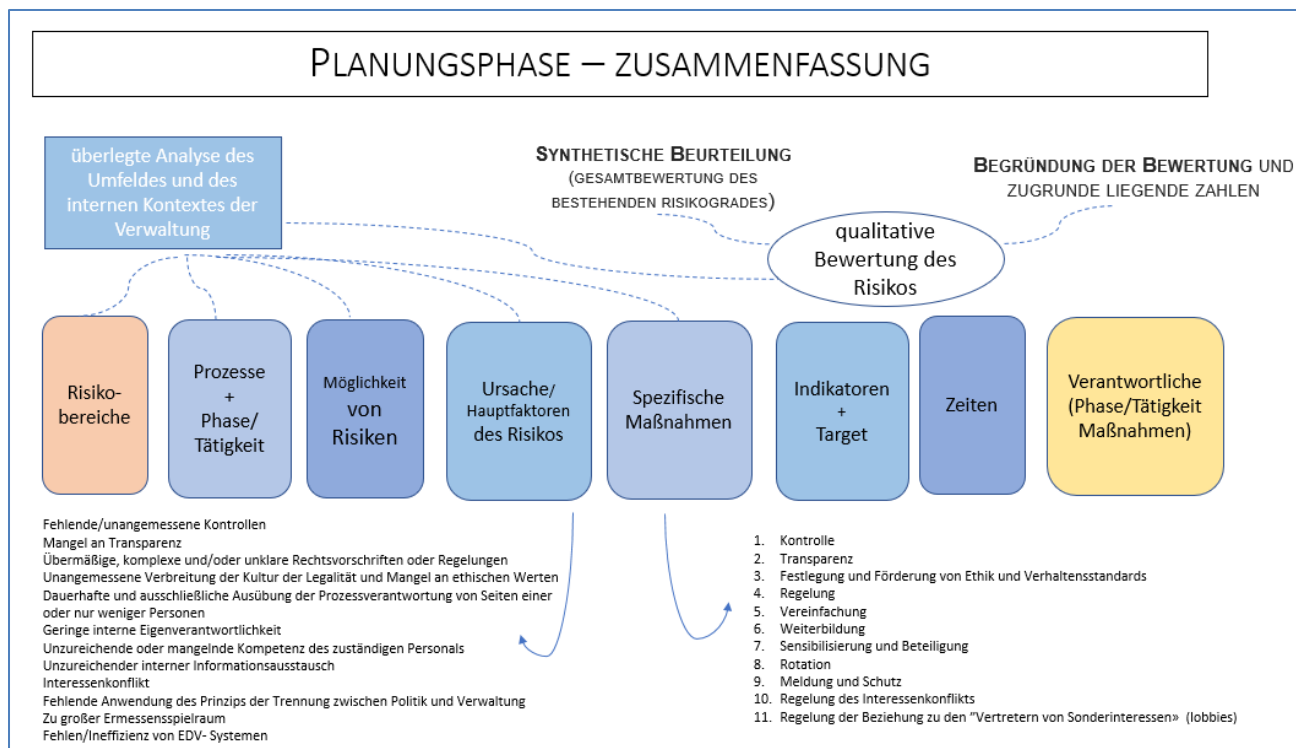 PLANUNGSPHASE – ZUSAMMENFASSUNG
überlegte Analyse des
Umfeldes und des
internen Kontextes der
Verwaltung
SYNTHETISCHE BEURTEILUNG
(GESAMTBEWERTUNG DES
BESTEHENDEN RISIKOGRADES)
BEGRÜNDUNG DER BEWERTUNG UND
ZUGRUNDE LIEGENDE ZAHLEN
qualitative
Bewertung des
Risikos
Risiko-
bereiche
Prozesse
+
Phase/
Tätigkeit
Möglichkeit
von
Risiken
Ursache/
Hauptfaktoren
des Risikos
Spezifische
Maßnahmen
Indikatoren
+
Target
Zeiten
Verantwortliche
(Phase/Tätigkeit
Maßnahmen)
Fehlende/unangemessene Kontrollen
Mangel an Transparenz
Übermäßige, komplexe und/oder unklare Rechtsvorschriften oder Regelungen
Unangemessene Verbreitung der Kultur der Legalität und Mangel an ethischen Werten
Dauerhafte und ausschließliche Ausübung der Prozessverantwortung von Seiten einer
oder nur weniger Personen
Geringe interne Eigenverantwortlichkeit
Unzureichende oder mangelnde Kompetenz des zuständigen Personals
Unzureichender interner Informationsausstausch
Interessenkonflikt
Fehlende Anwendung des Prinzips der Trennung zwischen Politik und Verwaltung
Zu großer Ermessensspielraum
Fehlen/Ineffizienz von EDV- Systemen
1. Kontrolle
2. Transparenz
3. Festlegung und Förderung von Ethik und Verhaltensstandards
4. Regelung
5. Vereinfachung
6. Weiterbildung
7. Sensibilisierung und Beteiligung
8. Rotation
9. Meldung und Schutz
10. Regelung des Interessenkonflikts
11. Regelung der Beziehung zu den "Vertretern von Sonderinteressen» (lobbies)